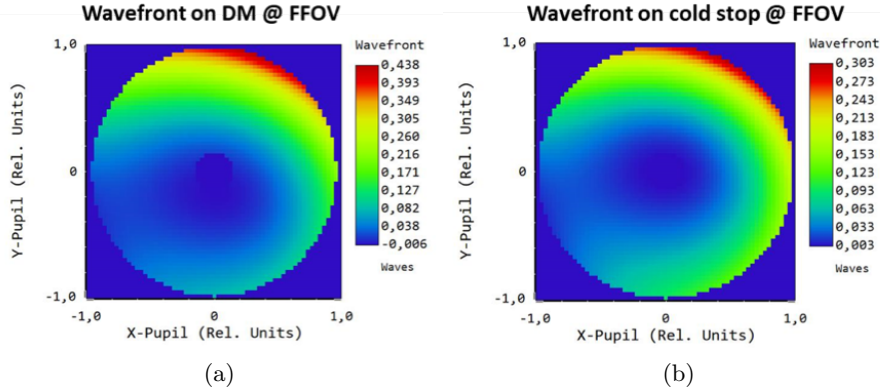 Wavefront on DM @ FFOV
Wavefront
1,0
0,438
0,393
0,349
0,305
0,260
0,216
0,171
0,127
0,082
0,038
-0,006
Waves
0
-1,0
Y-Pupil (Rel. Units)
-1,0 0 1,0
X-Pupil (Rel. Units)
(a)
Wavefront on cold stop @ FFOV
Wavefront
1,0
0,303
0,273
0,243
0,213
0,183
0,153
0,123
0,093
0,063
0,033
0,003
Waves
0
-1,0
Y-Pupil (Rel. Units)
-1,0 0 1,0
X-Pupil (Rel. Units)
(b)